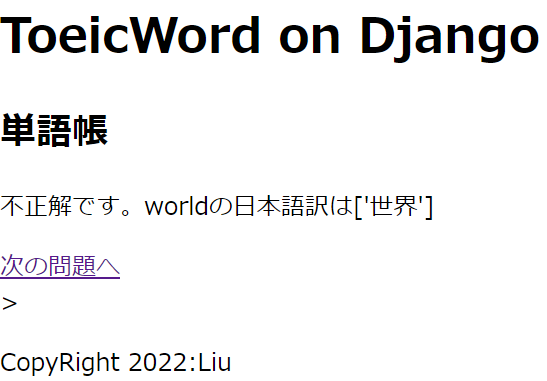 ToeicWord on Django
単語帳
不正解です。worldの日本語訳は['世界']
次の問題へ
>
CopyRight 2022:Liu